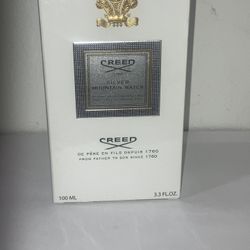 CREED
SILVER
MOUNTAIN WATER
CREED
DE PÈRE EN FILS DEPUIS 1760
FROM FATHER TO SON SINCE 1760
100 ML
3.3 FL.OZ.